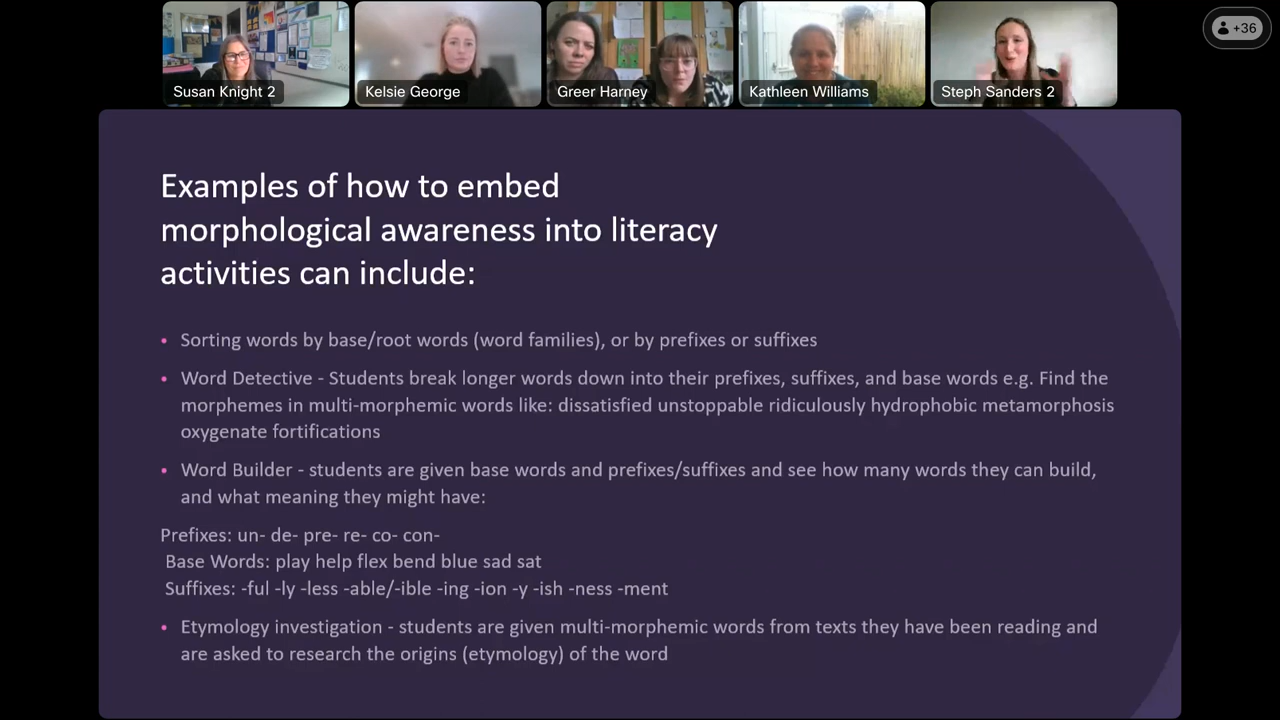 Susan Knight 2
Kelsie George
Greer Harney
Kathleen Williams
Steph Sanders 2
+36
Examples of how to embed
morphological awareness into literacy
activities can include:
• Sorting words by base/root words (word families), or by prefixes or suffixes
• Word Detective - Students break longer words down into their prefixes, suffixes, and base words e.g. Find the
morphemes in multi-morphemic words like: dissatisfied unstoppable ridiculously hydrophobic metamorphosis
oxygenate fortifications
• Word Builder - students are given base words and prefixes/suffixes and see how many words they can build,
and what meaning they might have:
Prefixes: un- de- pre- re- co- con-
Base Words: play help flex bend blue sad sat
Suffixes: -ful -ly -less -able/-ible -ing -ion -y -ish -ness -ment
• Etymology investigation - students are given multi-morphemic words from texts they have been reading and
are asked to research the origins (etymology) of the word